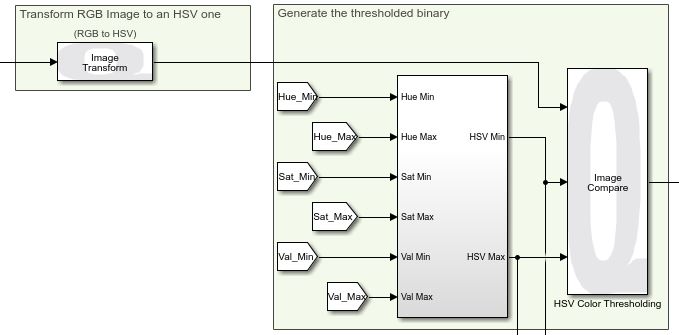 Transform RGB Image to an HSV one
(RGB to HSV)
Image
Transform
Generate the thresholded binary
Hue_Min
Hue Min
Hue_Max
Hue Max
HSV Min
Sat_Min
Sat Min
Sat_Max
Sat Max
Val_Min
Val Min
HSV Max
Val_Max
Val Max
Image
Compare
HSV Color Thresholding